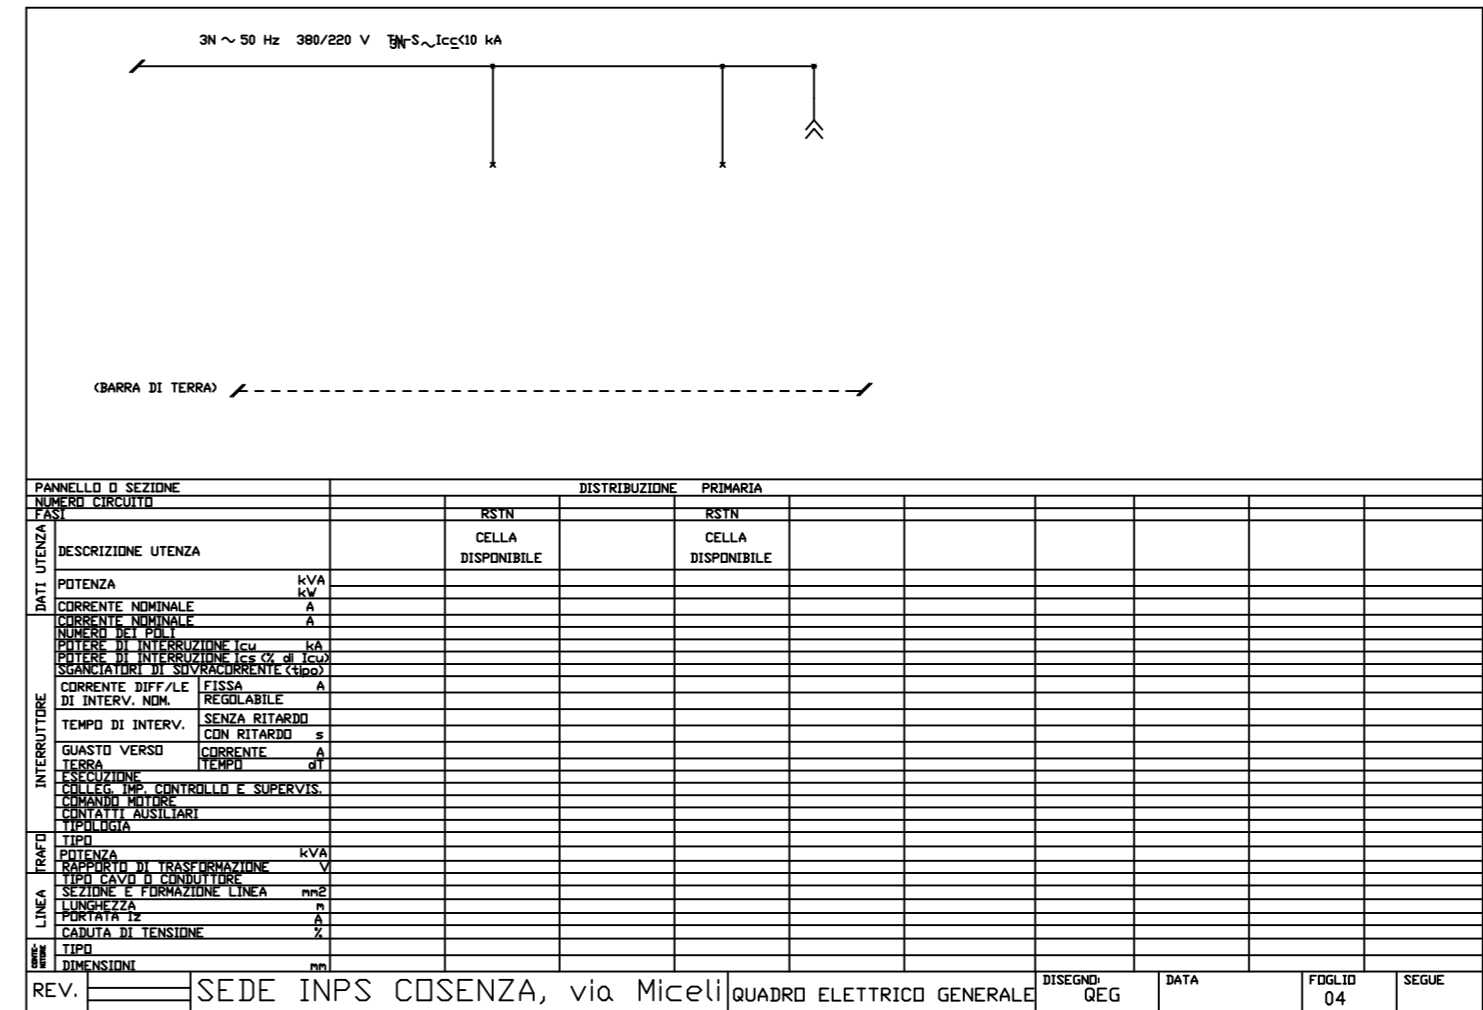 3N ~ 50 Hz 380/220 V TN-S ~ Icc<10 kA
3N
(BARRA DI TERRA)
PANNELLO O SEZIONE DISTRIBUZIONE PRIMARIA
NUMERO CIRCUITO
FASI RSTN RSTN
DATI UTENZA
DESCRIZIONE UTENZA
CELLA DISPONIBILE
CELLA DISPONIBILE
POTENZA kVA
kW
CORRENTE NOMINALE A
INTERRUTTORE
CORRENTE NOMINALE A
NUMERO DEI POLI
POTERE DI INTERRUZIONE Icu kA
POTERE DI INTERRUZIONE Ics (% di Icu)
SGANCIATORI DI SOVRACORRENTE (tipo)
CORRENTE DIFF/LE DI INTERV. NOM.
FISSA A
REGOLABILE
TEMPO DI INTERV.
SENZA RITARDO
CON RITARDO s
GUASTO VERSO TERRA
CORRENTE A
TEMPO dT
ESECUZIONE
COLLEG. IMP. CONTROLLO E SUPERVIS.
COMANDO MOTORE
CONTATTI AUSILIARI
TIPOLOGIA
TRAFO
TIPO
POTENZA kVA
RAPPORTO DI TRASFORMAZIONE V
LINEA
TIPO CAVO O CONDUTTORE
SEZIONE E FORMAZIONE LINEA mm2
LUNGHEZZA m
PORTATA Iz A
CADUTA DI TENSIONE %
CONTE-
NITORE
TIPO
DIMENSIONI mm
REV.
SEDE INPS COSENZA, via Miceli
QUADRO ELETTRICO GENERALE
DISEGNO:
QEG
DATA
FOGLIO
04
SEGUE